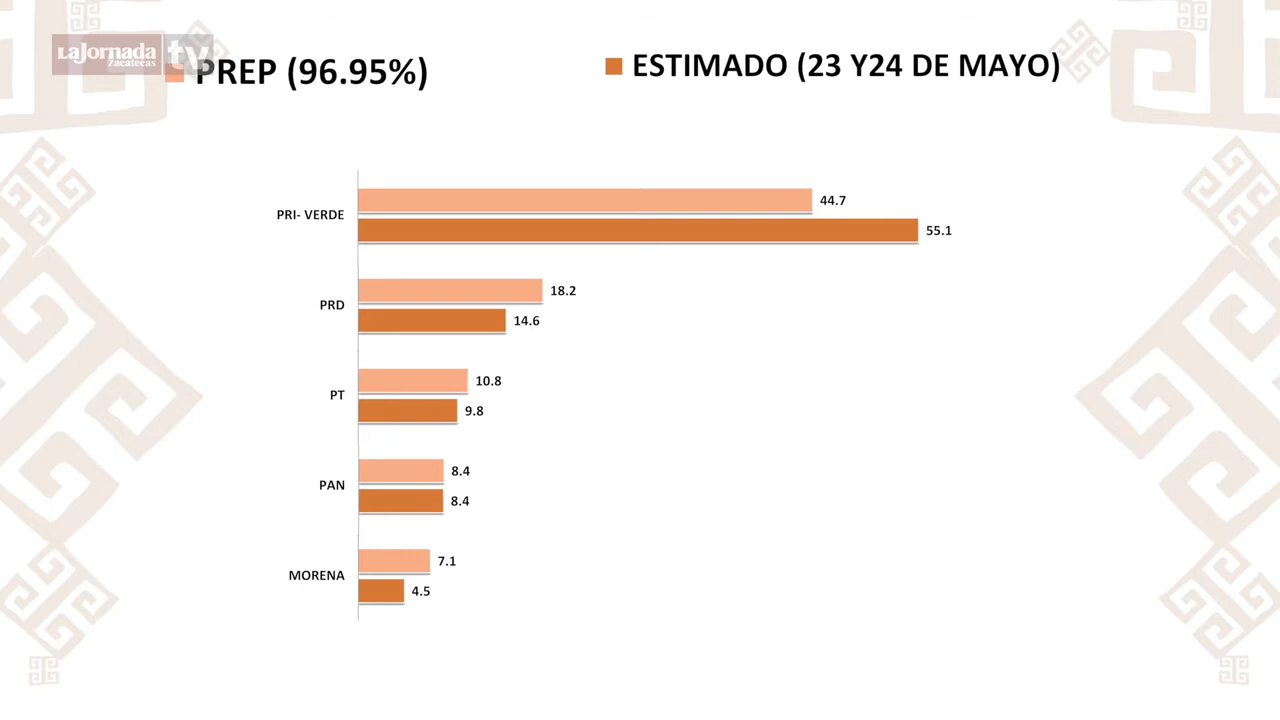 LaJornada
zacatecas
tv
PREP (96.95%)
ESTIMADO (23 Y24 DE MAYO)
PRI- VERDE
44.7
55.1
PRD
18.2
14.6
PT
10.8
9.8
PAN
8.4
8.4
MORENA
7.1
4.5